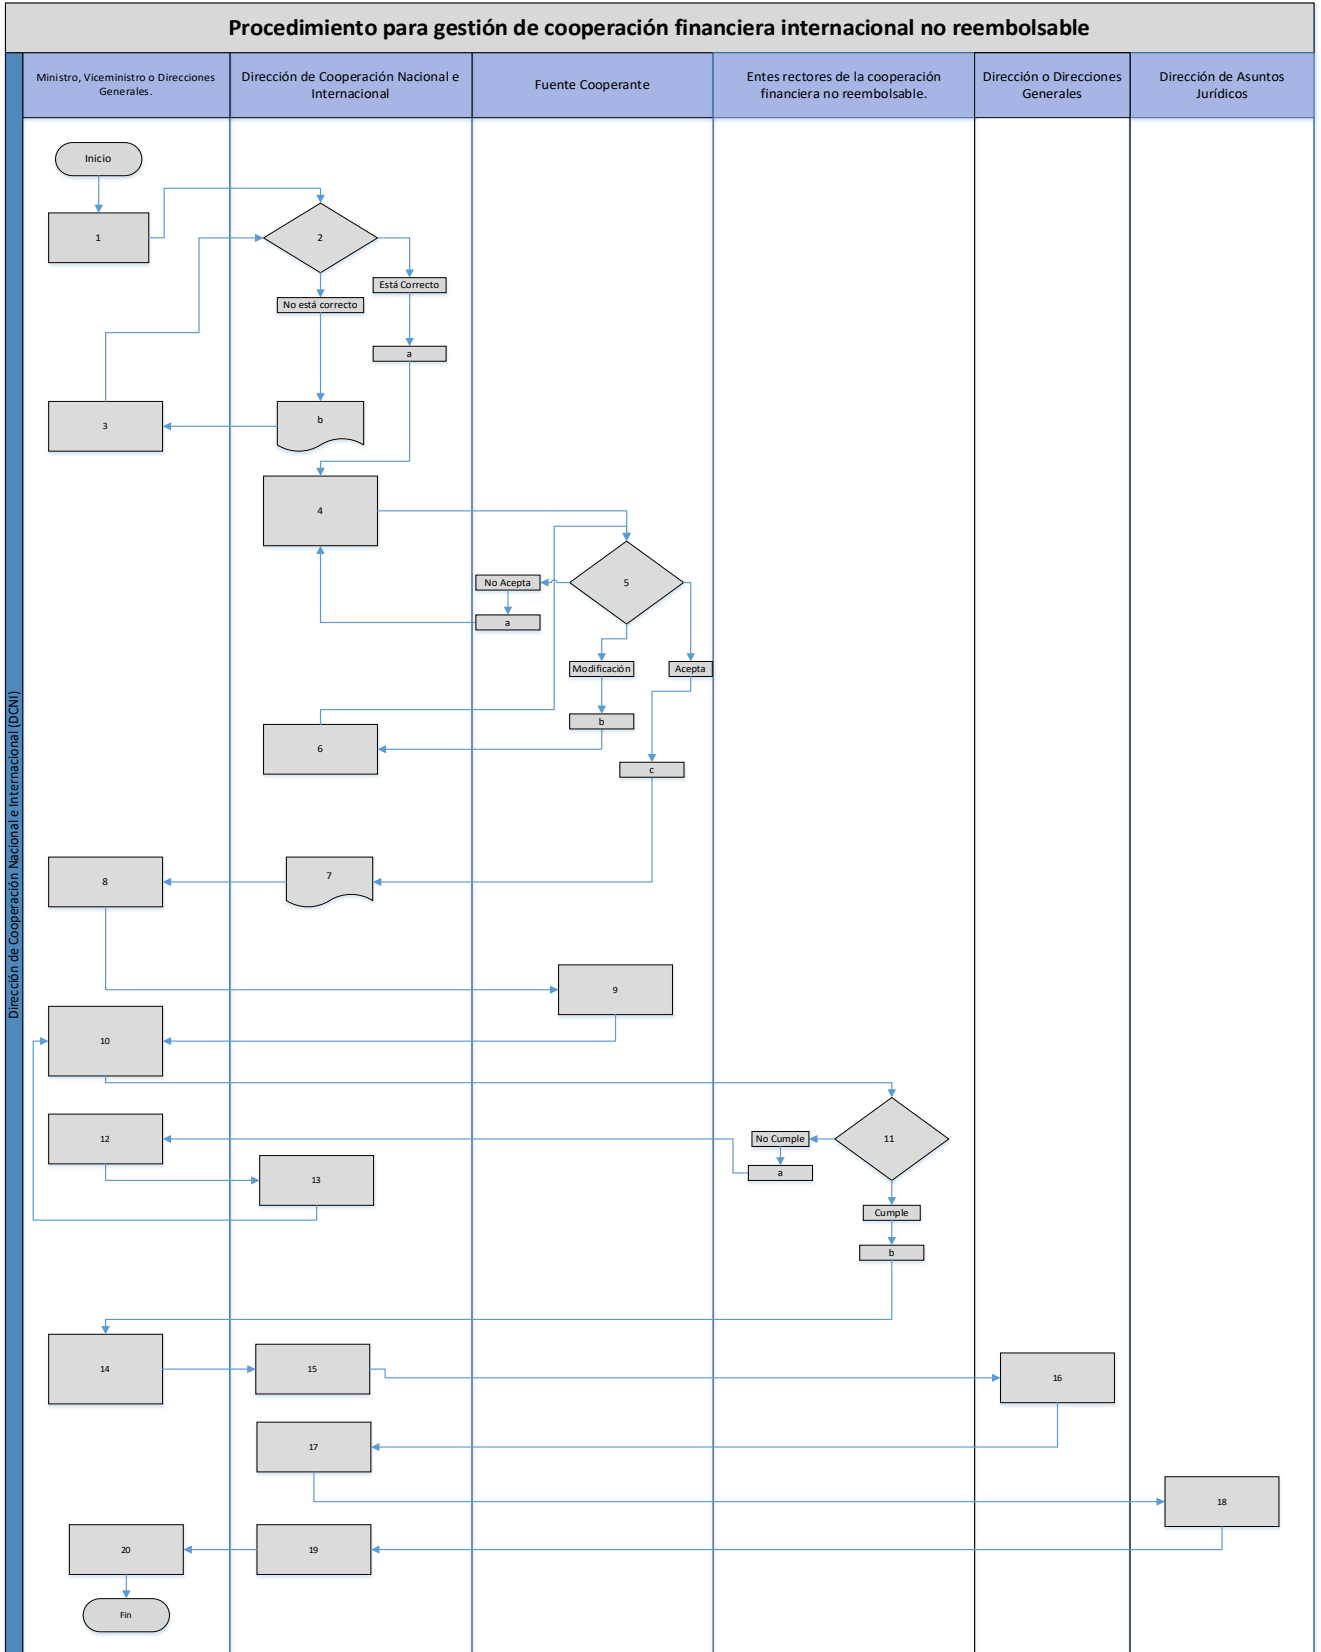 Procedimiento para gestión de cooperación financiera internacional no reembolsable
Dirección de Cooperación Nacional e Internacional (DCNI)
Ministro, Viceministro o Direcciones
Generales.
Dirección de Cooperación Nacional e
Internacional
Fuente Cooperante
Entes rectores de la cooperación
financiera no reembolsable.
Dirección o Direcciones
Generales
Dirección de Asuntos
Jurídicos
Inicio
1
2
Está Correcto
No está correcto
a
b
3
4
5
No Acepta
a
Modificación
Acepta
b
6
c
7
8
9
10
11
No Cumple
12
a
13
Cumple
b
14
15
16
17
18
19
20
Fin